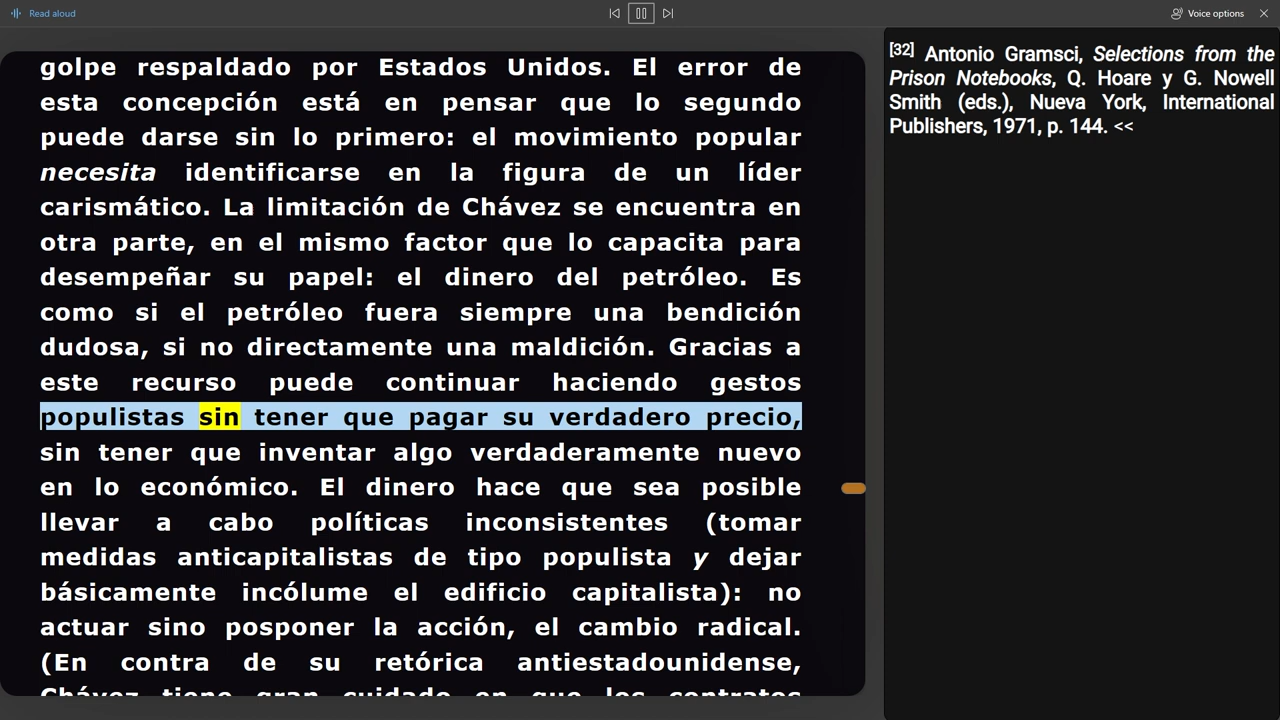 Read aloud
Voice options
golpe respaldado por Estados Unidos. El error de
esta concepción está en pensar que lo segundo
puede darse sin lo primero: el movimiento popular
necesita identificarse en la figura de un líder
carismático. La limitación de Chávez se encuentra en
otra parte, en el mismo factor que lo capacita para
desempeñar su papel: el dinero del petróleo. Es
como si el petróleo fuera siempre una bendición
dudosa, si no directamente una maldición. Gracias a
este recurso puede continuar haciendo gestos
populistas sin tener que pagar su verdadero precio,
sin tener que inventar algo verdaderamente nuevo
en lo económico. El dinero hace que sea posible
llevar a cabo políticas inconsistentes (tomar
medidas anticapitalistas de tipo populista y dejar
básicamente incólume el edificio capitalista): no
actuar sino posponer la acción, el cambio radical.
(En contra de su retórica antiestadounidense,
Chávez tiene gran cuidado en que los contratos
[32] Antonio Gramsci, Selections from the
Prison Notebooks, Q. Hoare y G. Nowell
Smith (eds.), Nueva York, International
Publishers, 1971, p. 144. <<